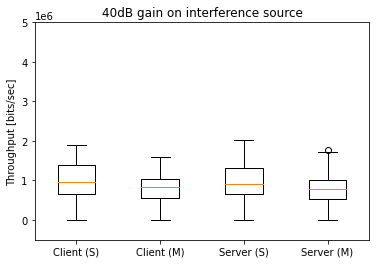 40dB gain on interference source
1e6
Throughput [bits/sec]
5
4
3
2
1
0
Client (S) Client (M) Server (S) Server (M)